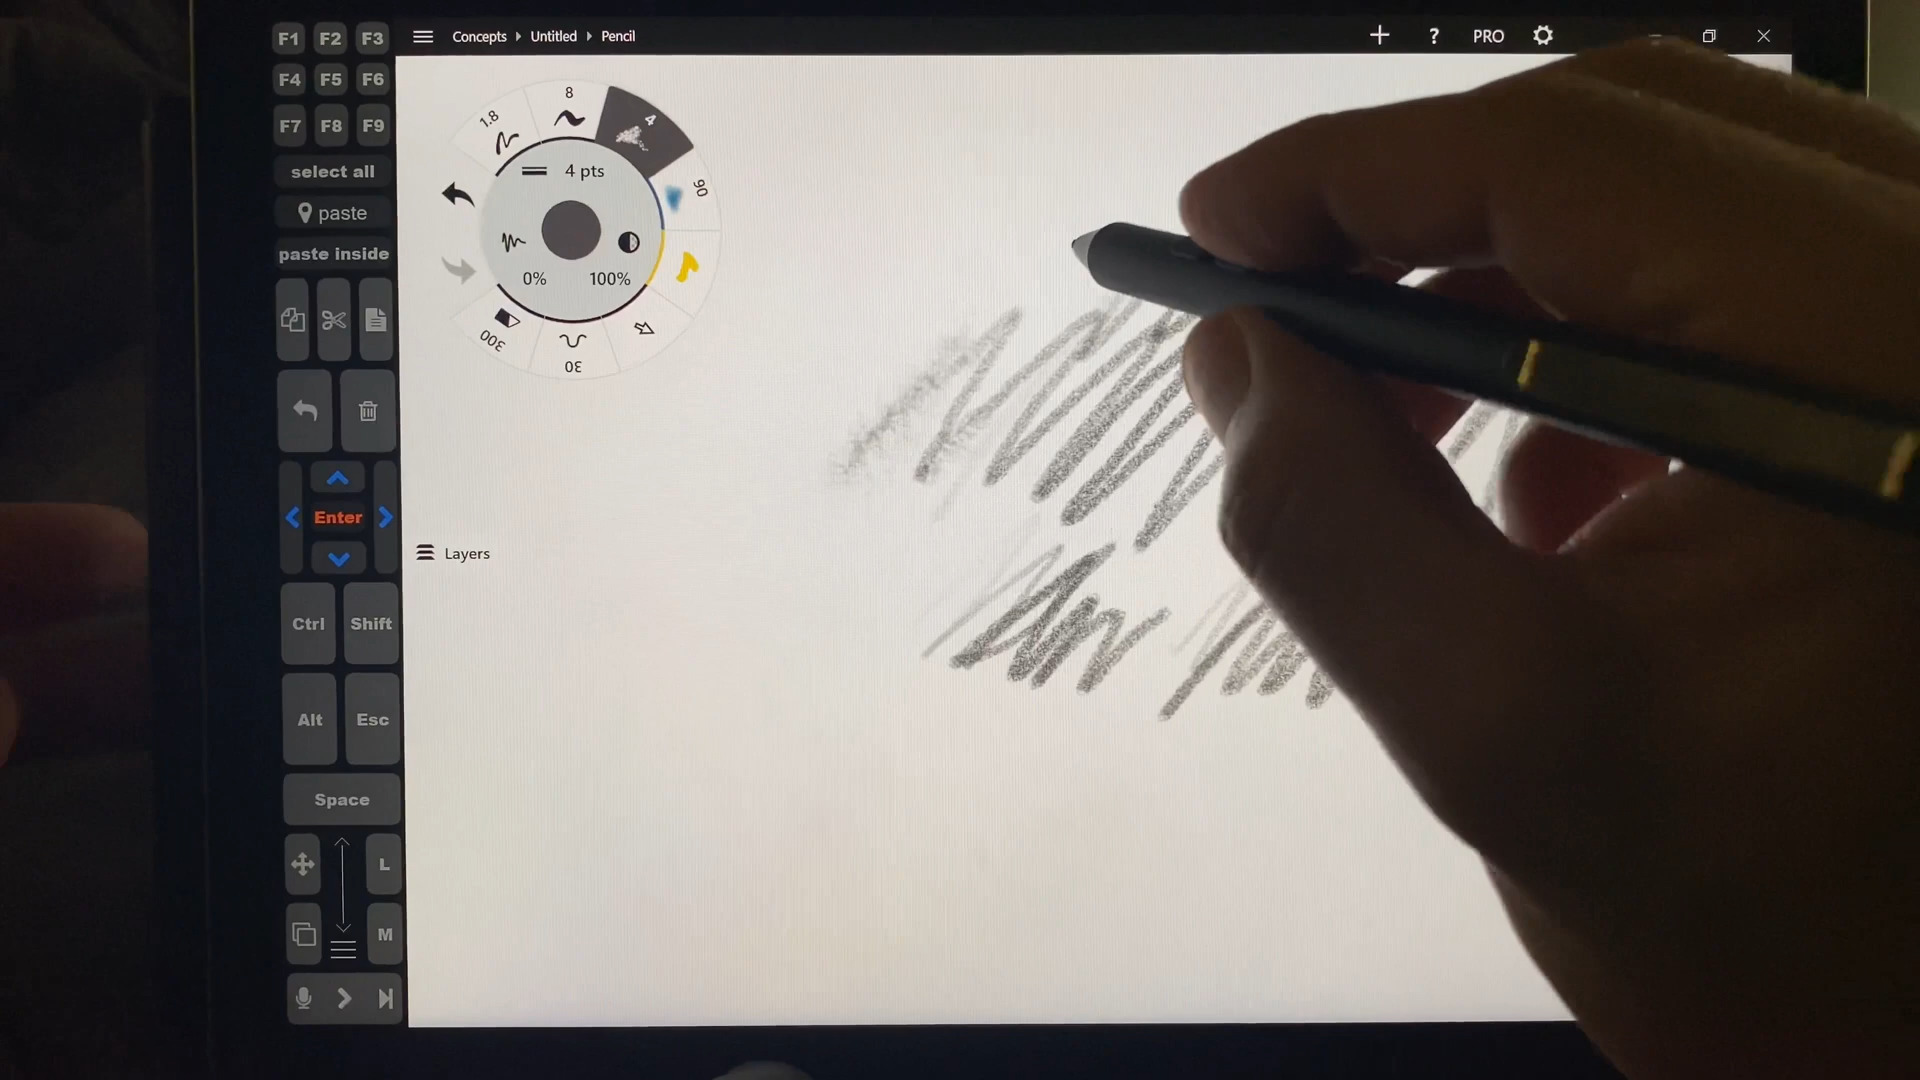 F1 F2 F3
F4 F5 F6
F7 F8 F9
select all
paste
paste inside
Enter
Ctrl Shift
Alt Esc
Space
L
M
Concepts Untitled Pencil
? PRO
1.8
8
4
90
4 pts
0% 100%
300
30
Layers